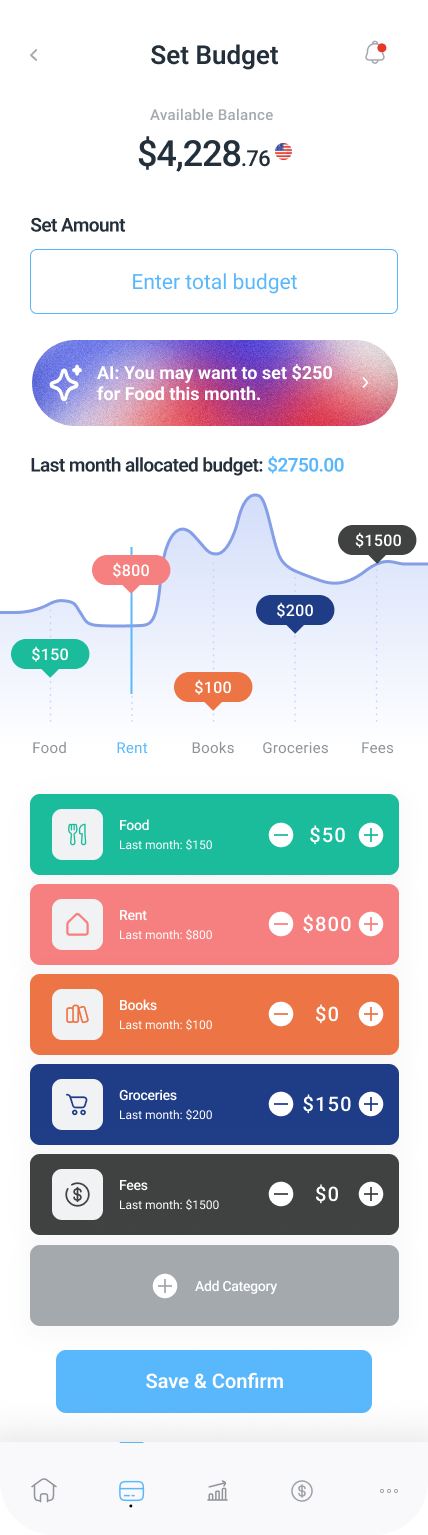 Set Budget
Available Balance
$4,228.76
Set Amount
Enter total budget
AI: You may want to set $250
for Food this month.
Last month allocated budget: $2750.00
$1500
$800
$200
$150
$100
Food Rent Books Groceries Fees
Food
Last month: $150
$50
Rent
Last month: $800
$800
Books
Last month: $100
$0
Groceries
Last month: $200
$150
Fees
Last month: $1500
$0
Add Category
Save & Confirm